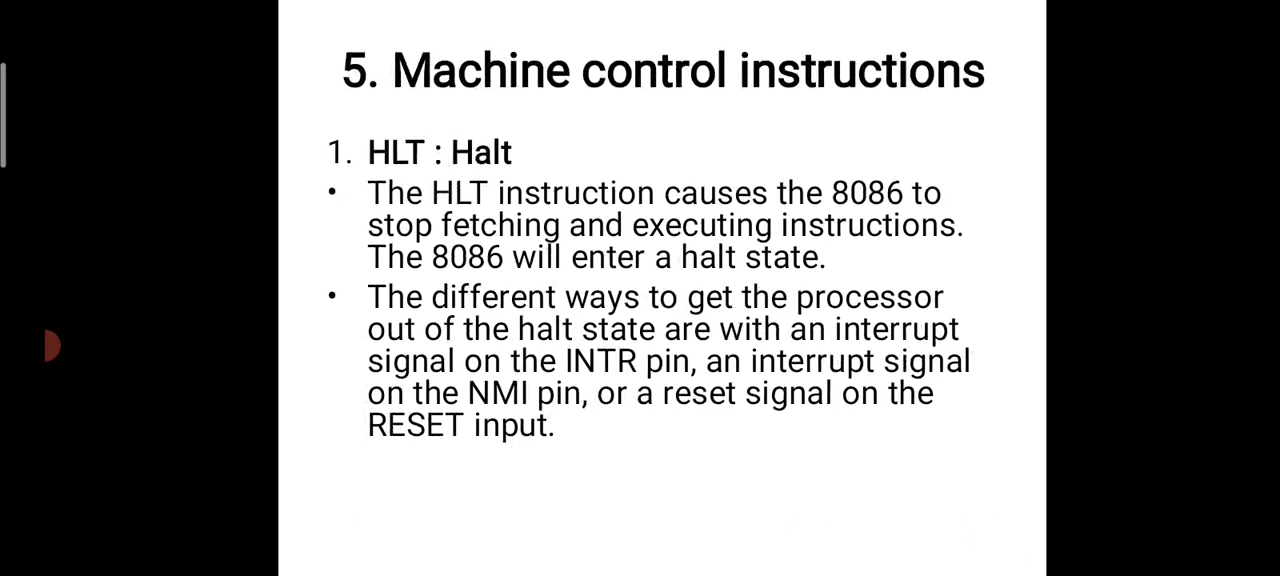 5. Machine control instructions
1. HLT : Halt
• The HLT instruction causes the 8086 to
stop fetching and executing instructions.
The 8086 will enter a halt state.
• The different ways to get the processor
out of the halt state are with an interrupt
signal on the INTR pin, an interrupt signal
on the NMI pin, or a reset signal on the
RESET input.